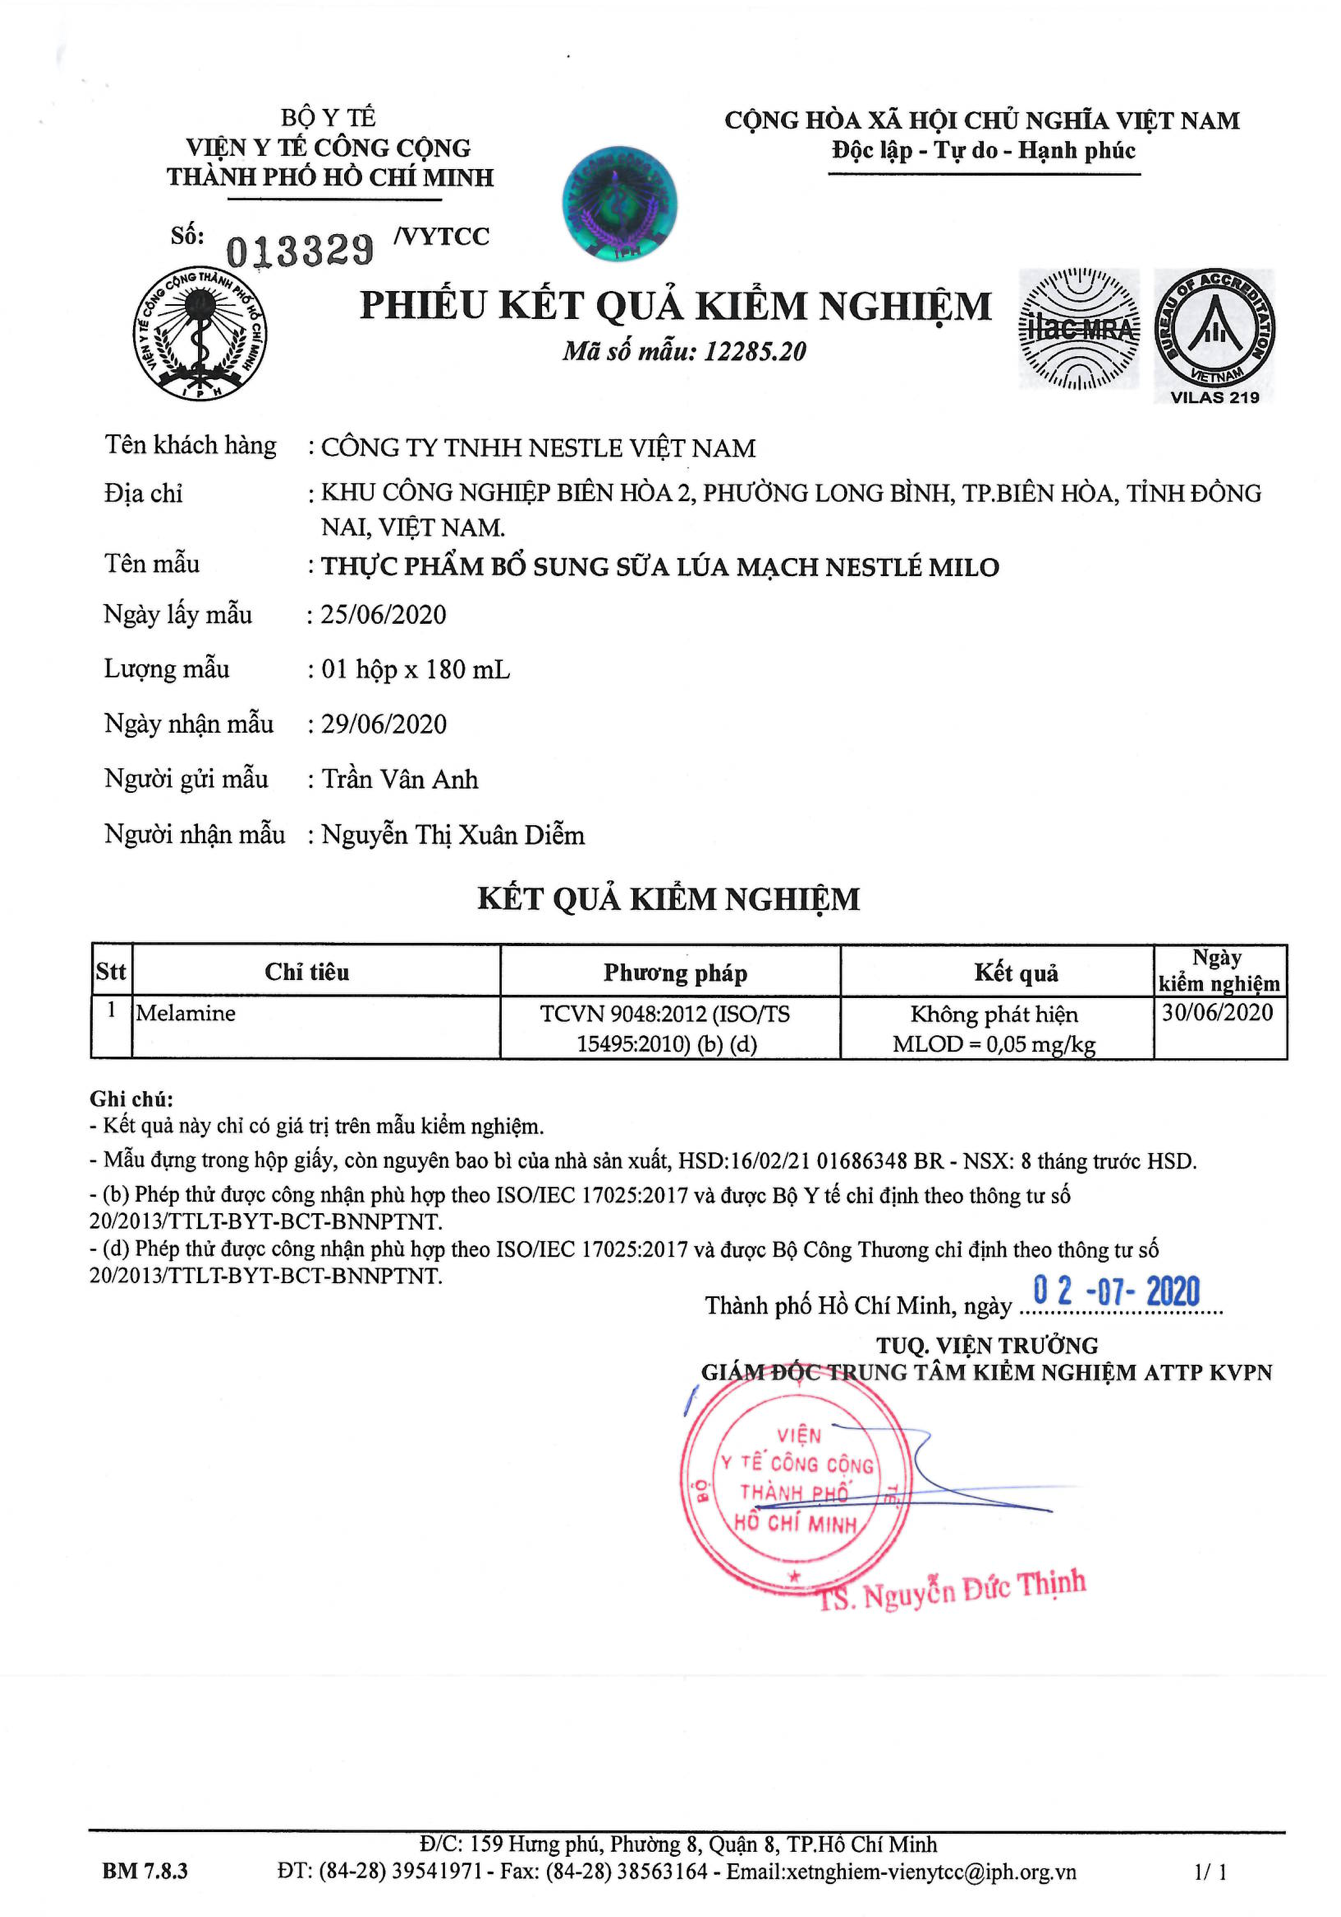 BỘ Y TẾ
VIỆN Y TẾ CÔNG CỘNG
THÀNH PHỐ HỒ CHÍ MINH
CỘNG HÒA XÃ HỘI CHỦ NGHĨA VIỆT NAM
Độc lập - Tự do - Hạnh phúc
Số: 013329 /VYTCC
IPH
VIỆN Y TẾ CÔNG CỘNG THÀNH PHỐ HỒ CHÍ MINH
IPH
PHIẾU KẾT QUẢ KIỂM NGHIỆM
Mã số mẫu: 12285.20
ilac-MRA
BUREAU OF ACCREDITATION
VIETNAM
VILAS 219
Tên khách hàng : CÔNG TY TNHH NESTLE VIỆT NAM
Địa chỉ : KHU CÔNG NGHIỆP BIÊN HÒA 2, PHƯỜNG LONG BÌNH, TP.BIÊN HÒA, TỈNH ĐỒNG
NAI, VIỆT NAM.
Tên mẫu : THỰC PHẨM BỔ SUNG SỮA LÚA MẠCH NESTLÉ MILO
Ngày lấy mẫu : 25/06/2020
Lượng mẫu : 01 hộp x 180 mL
Ngày nhận mẫu : 29/06/2020
Người gửi mẫu : Trần Vân Anh
Người nhận mẫu : Nguyễn Thị Xuân Diễm
KẾT QUẢ KIỂM NGHIỆM
Stt Chỉ tiêu Phương pháp Kết quả Ngày
kiểm nghiệm
1 Melamine TCVN 9048:2012 (ISO/TS Không phát hiện 30/06/2020
15495:2010) (b) (d) MLOD = 0,05 mg/kg
Ghi chú:
- Kết quả này chỉ có giá trị trên mẫu kiểm nghiệm.
- Mẫu đựng trong hộp giấy, còn nguyên bao bì của nhà sản xuất, HSD:16/02/21 01686348 BR - NSX: 8 tháng trước HSD.
- (b) Phép thử được công nhận phù hợp theo ISO/IEC 17025:2017 và được Bộ Y tế chỉ định theo thông tư số
20/2013/TTLT-BYT-BCT-BNNPTNT.
- (d) Phép thử được công nhận phù hợp theo ISO/IEC 17025:2017 và được Bộ Công Thương chỉ định theo thông tư số
20/2013/TTLT-BYT-BCT-BNNPTNT.
Thành phố Hồ Chí Minh, ngày 02 -07- 2020
TUQ. VIỆN TRƯỞNG
GIÁM ĐỐC TRUNG TÂM KIỂM NGHIỆM ATTP KVPN
VIỆN
Y TẾ CÔNG CỘNG
THÀNH PHỐ
HỒ CHÍ MINH
BỘ Y TẾ
TS. Nguyễn Đức Thịnh
Đ/C: 159 Hưng phú, Phường 8, Quận 8, TP.Hồ Chí Minh
BM 7.8.3 ĐT: (84-28) 39541971 - Fax: (84-28) 38563164 - Email:xetnghiem-vienytcc@iph.org.vn 1/ 1